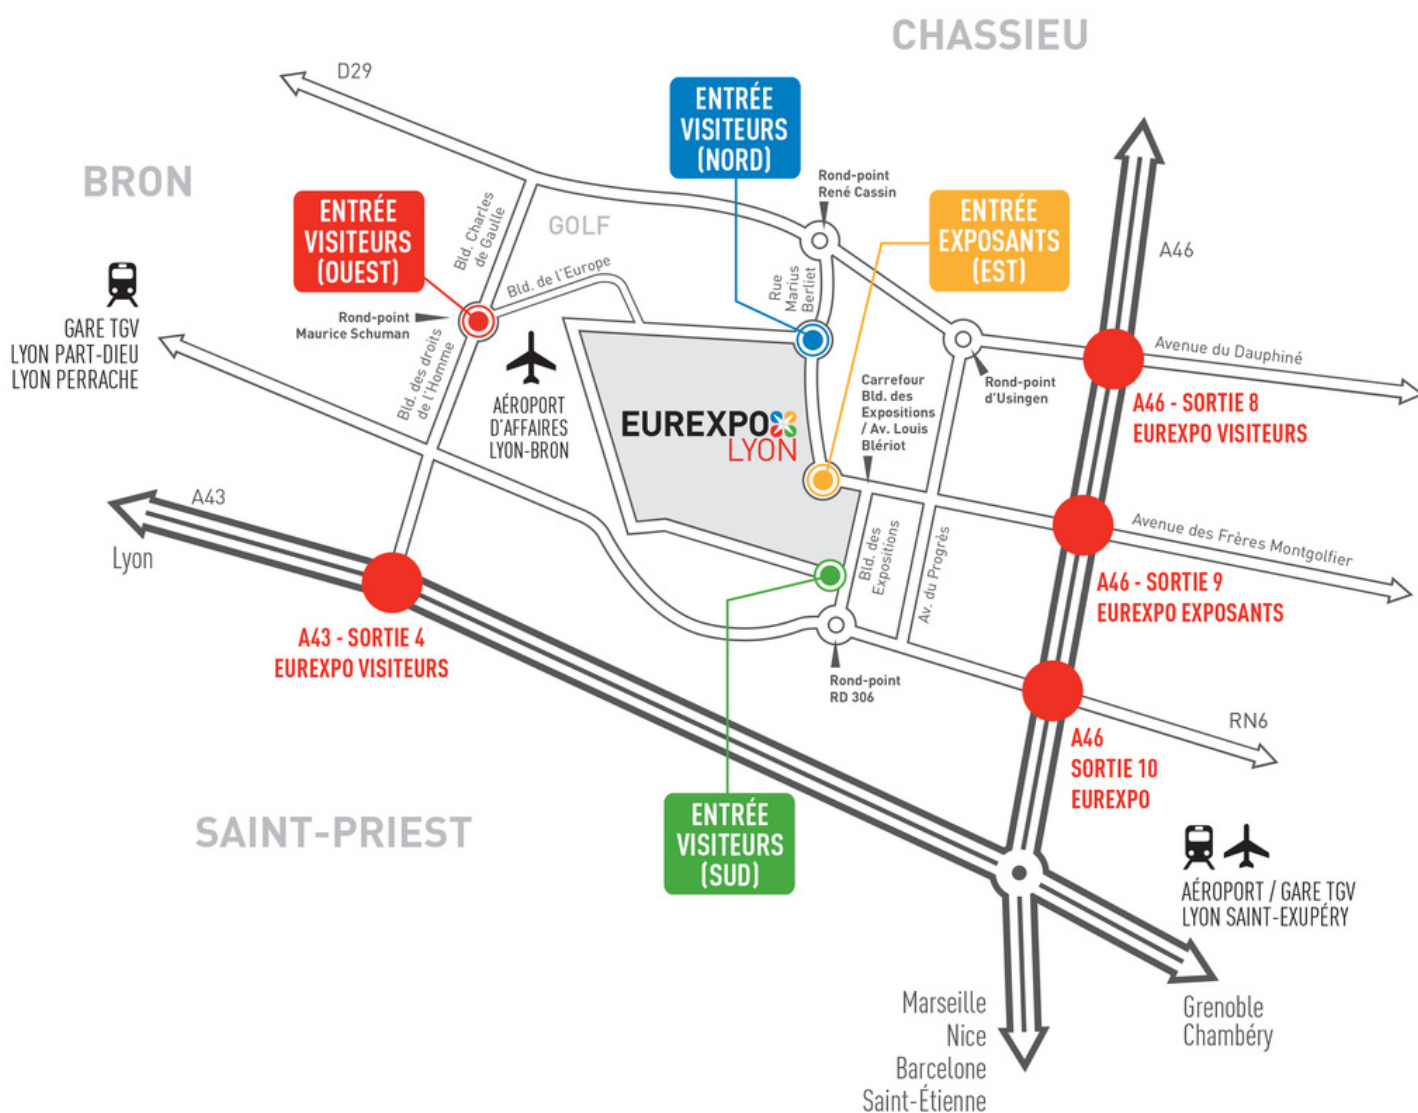 CHASSIEU
D29
ENTRÉE
VISITEURS
(NORD)
BRON
Rond-point
René Cassin
ENTRÉE
VISITEURS
(OUEST)
Bld. Charles
de Gaulle
GOLF
ENTRÉE
EXPOSANTS
(EST)
A46
Bld. de l'Europe
Rue
Marius
Berliet
GARE TGV
LYON PART-DIEU
LYON PERRACHE
Rond-point
Maurice Schuman
Bld. des droits
de l'Homme
Avenue du Dauphiné
AÉROPORT
D'AFFAIRES
LYON-BRON
EUREXPO
LYON
Carrefour
Bld. des
Expositions
/ Av. Louis
Blériot
Rond-point
d'Usingen
A46 - SORTIE 8
EUREXPO VISITEURS
A43
Lyon
Bld. des
Expositions
Av. du Progrès
Avenue des Frères Montgolfier
A46 - SORTIE 9
EUREXPO EXPOSANTS
A43 - SORTIE 4
EUREXPO VISITEURS
Rond-point
RD 306
RN6
A46
SORTIE 10
EUREXPO
SAINT-PRIEST
ENTRÉE
VISITEURS
(SUD)
AÉROPORT / GARE TGV
LYON SAINT-EXUPÉRY
Marseille
Nice
Barcelone
Saint-Étienne
Grenoble
Chambéry